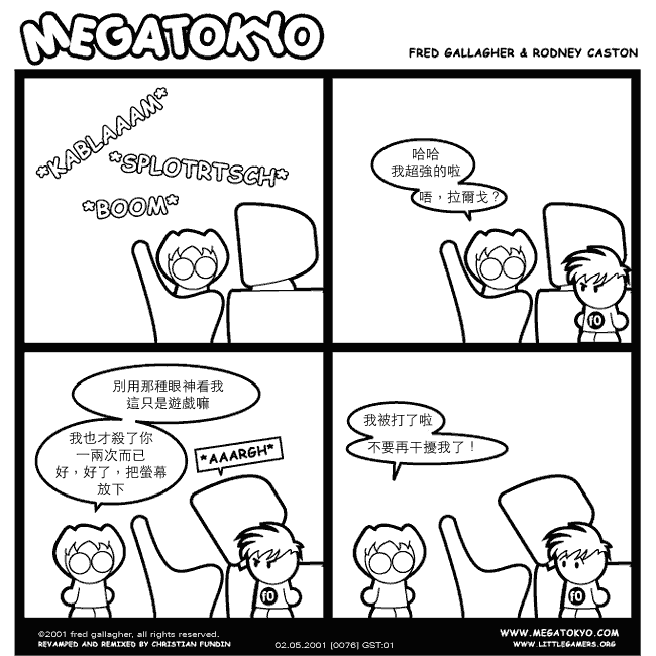 MEGATOKYO
FRED GALLAGHER & RODNEY CASTON
*KABLAAAM*
*SPLOTRTSCH*
*BOOM*
哈哈
我超強的啦
唔，拉爾戈？
f0
別用那種眼神看我
這只是遊戲嘛
我也才殺了你
一兩次而已
好，好了，把螢幕
放下
*AAARGH*
f0
我被打了啦
不要再干擾我了！
f0
©2001 fred gallagher, all rights reserved.
REVAMPED AND REMIXED BY CHRISTIAN FUNDIN
02.05.2001 [0076] GST:01
WWW.MEGATOKYO.COM
WWW.LITTLEGAMERS.ORG